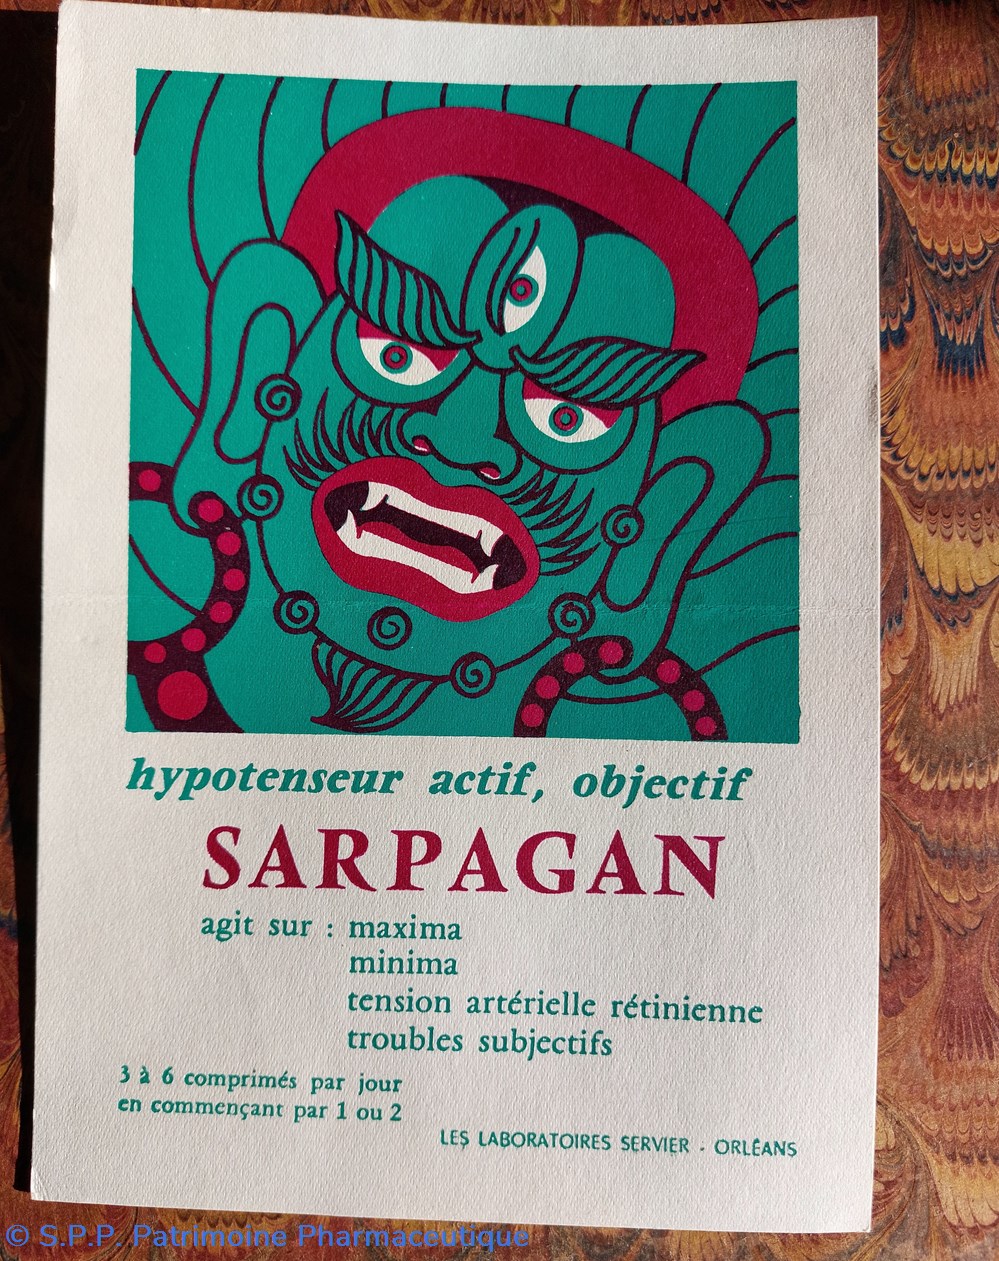 hypotenseur actif, objectif
SARPAGAN
agit sur : maxima
minima
tension artérielle rétinienne
troubles subjectifs
3 à 6 comprimés par jour
en commençant par 1 ou 2
LES LABORATOIRES SERVIER - ORLÉANS
© S.P.P. Patrimoine Pharmaceutique